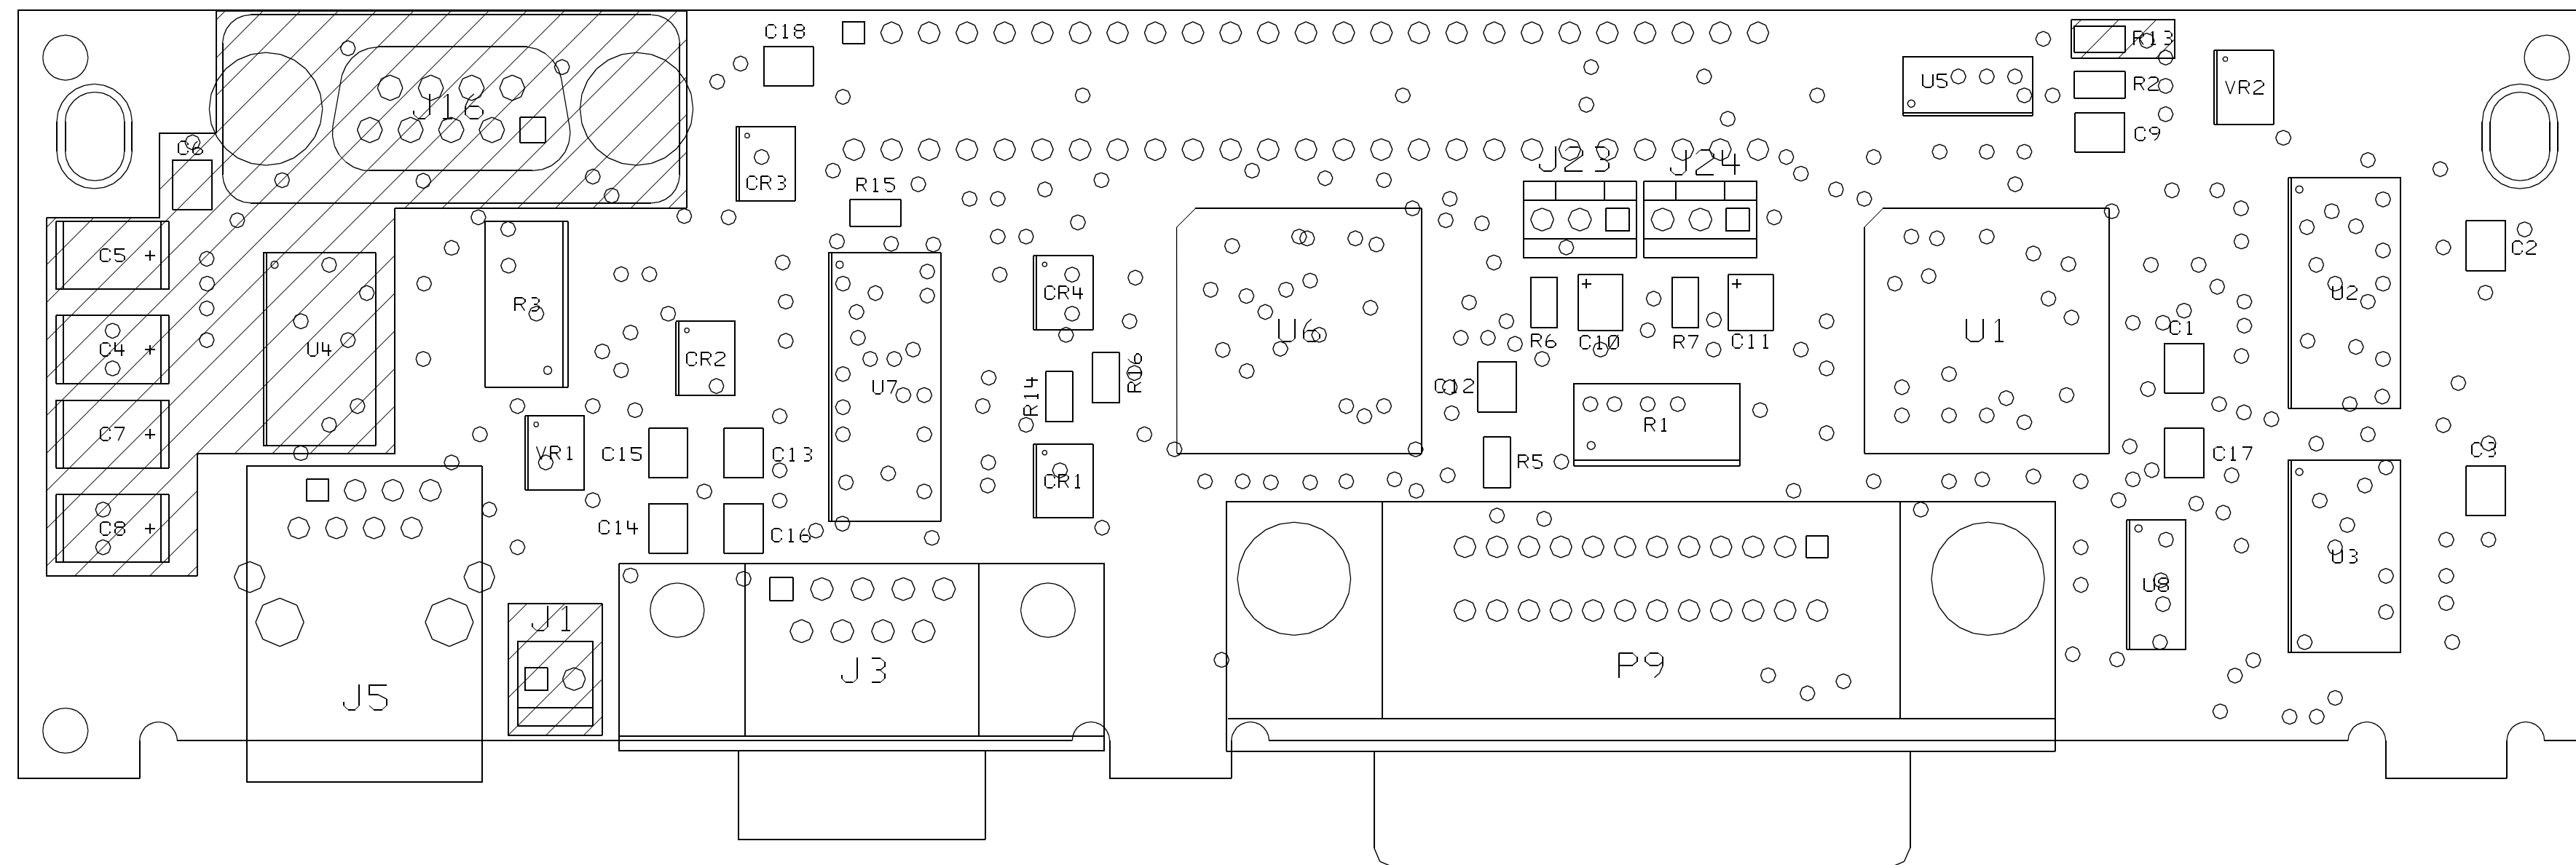 C18
R13
J16
U5
R2
VR2
C9
C6
J23
J24
CR3
R15
C5 +
C2
R3
CR4
U2
+
+
U6
U1
C1
C4 +
U4
CR2
R6
C10
R7
C11
R16
U7
R14
C12
C7 +
R1
VR1
C15
C13
C17
C3
R5
CR1
C8 +
C14
C16
U3
U8
J1
J3
P9
J5